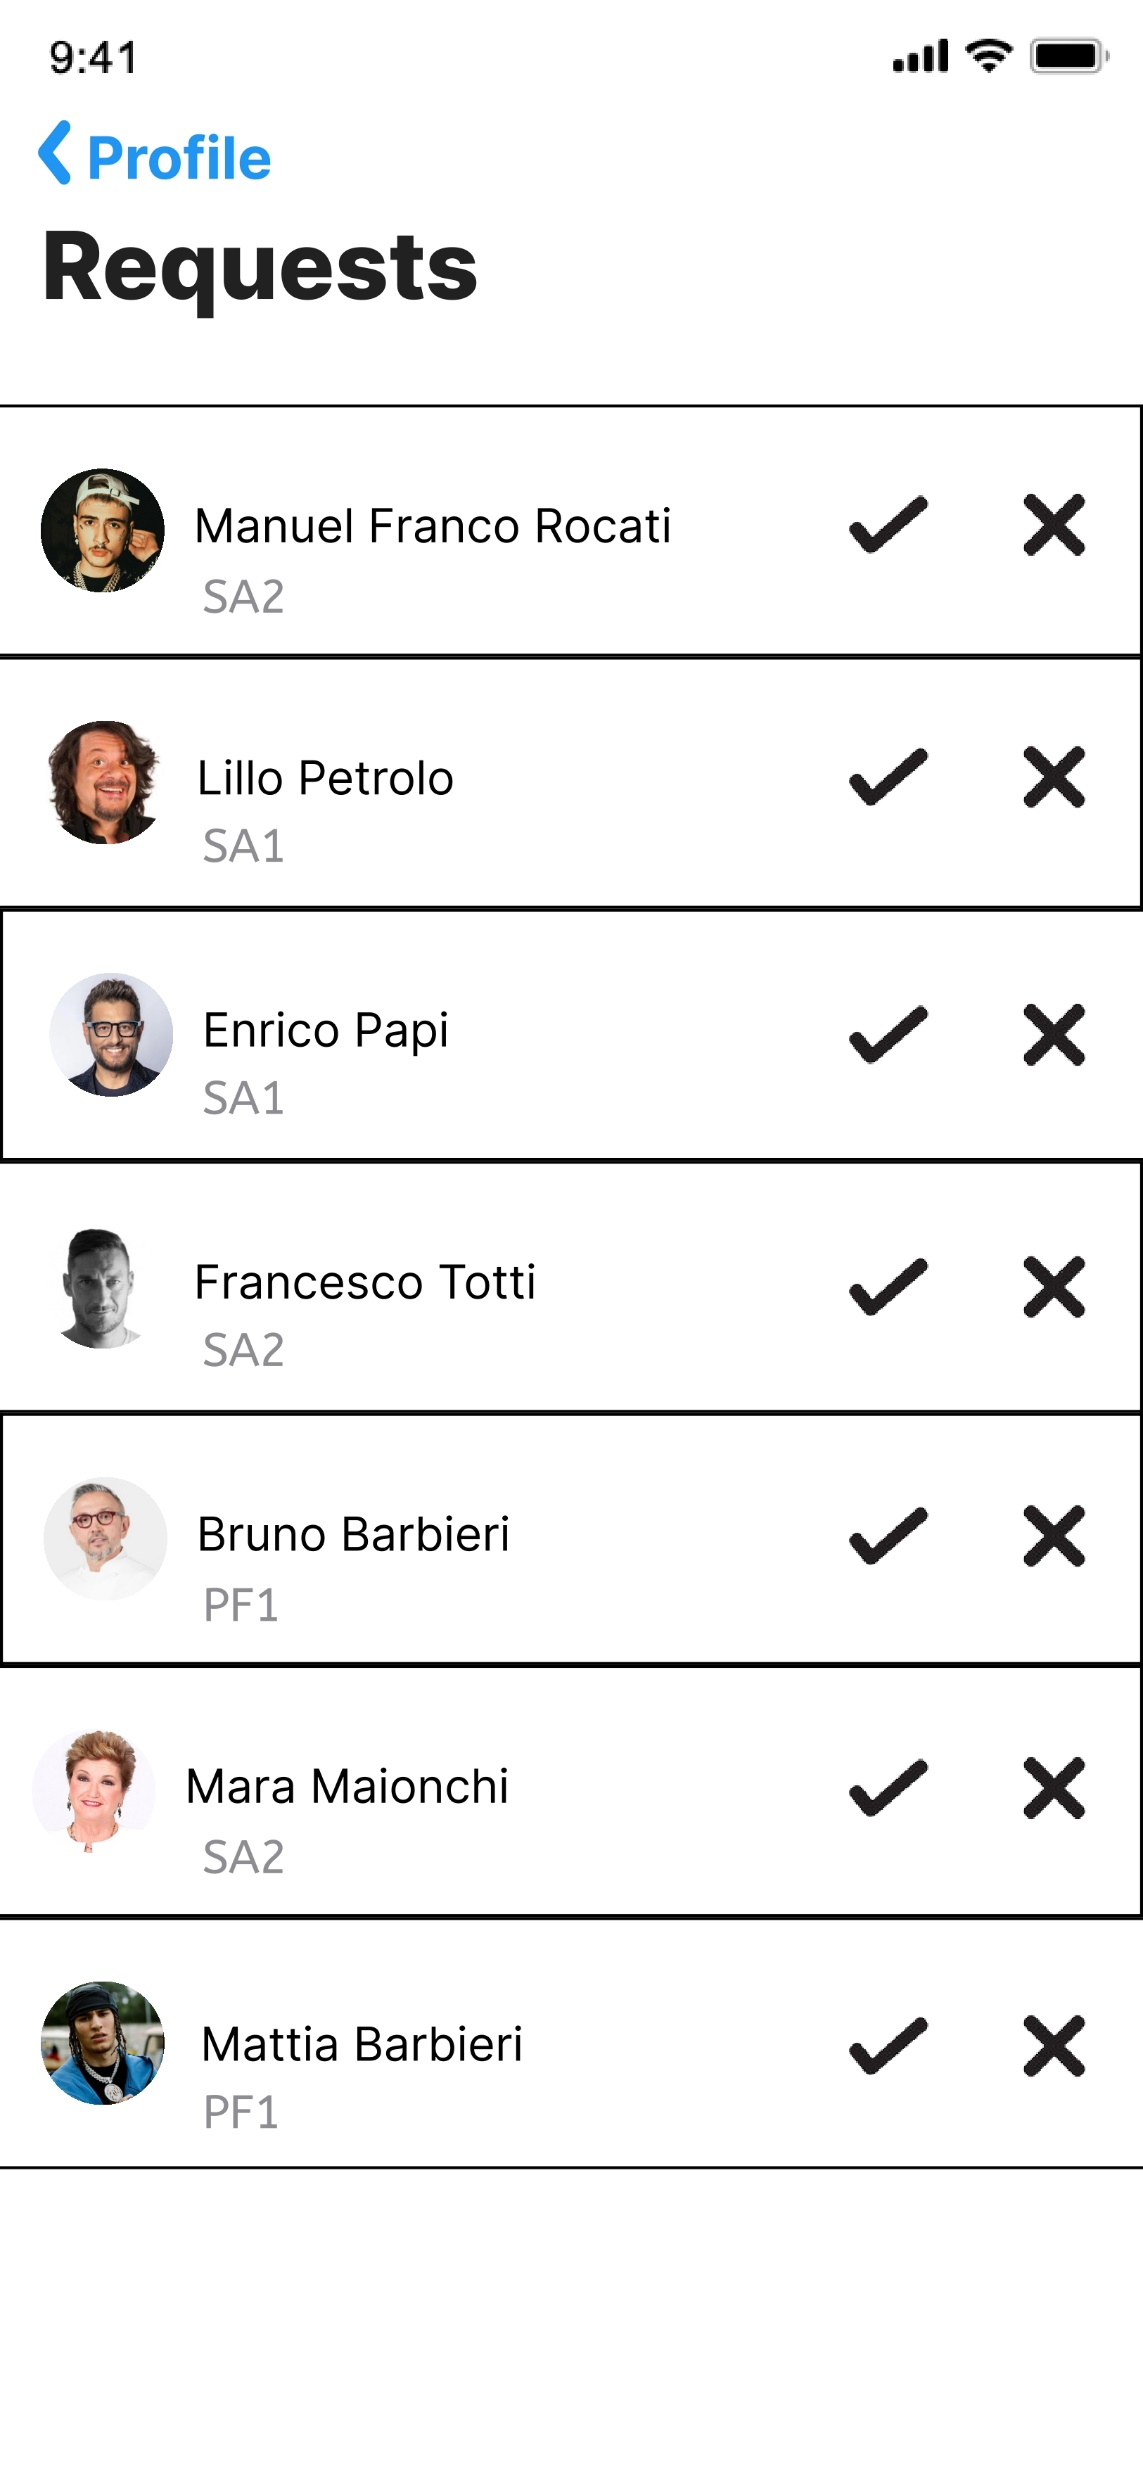 9:41
Profile
Requests
Manuel Franco Rocati
SA2
Lillo Petrolo
SA1
Enrico Papi
SA1
Francesco Totti
SA2
Bruno Barbieri
PF1
Mara Maionchi
SA2
Mattia Barbieri
PF1